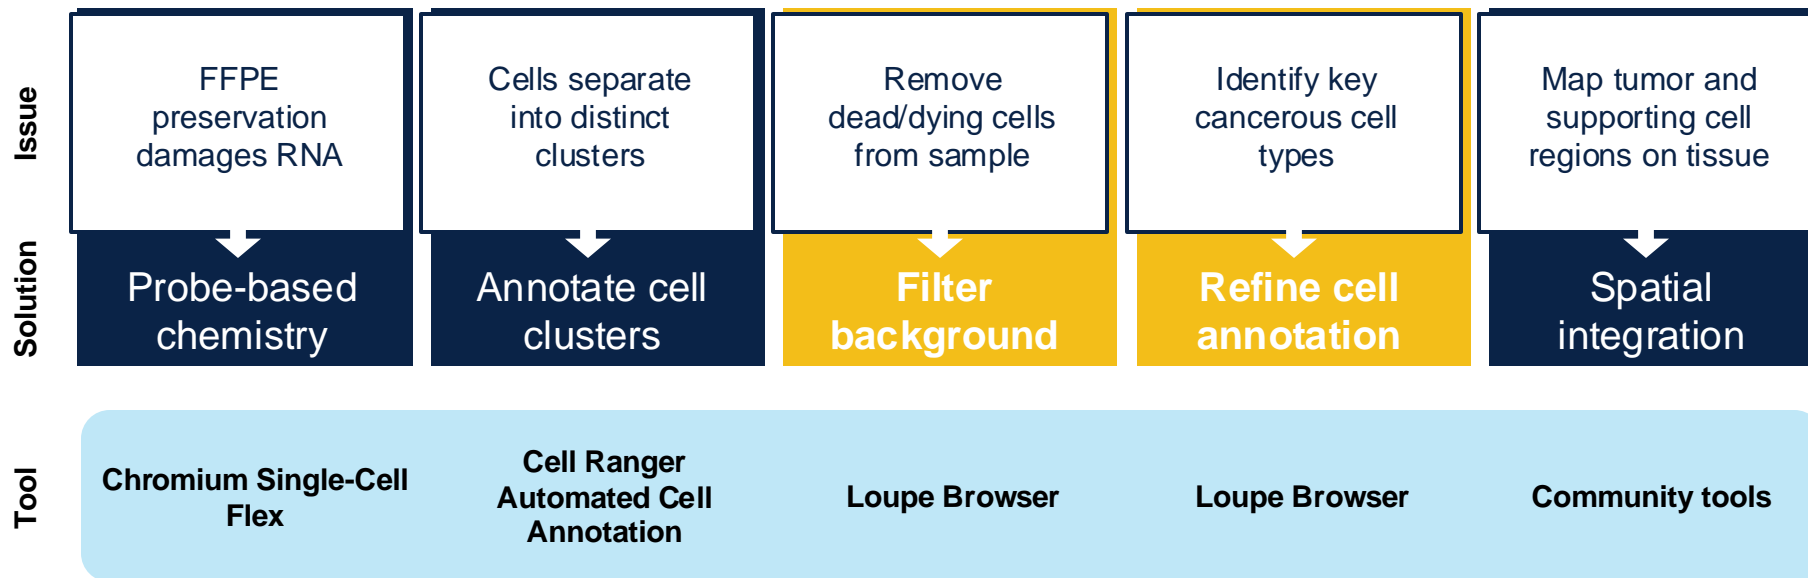 Issue
FFPE
preservation
damages RNA
Cells separate
into distinct
clusters
Remove
dead/dying cells
from sample
Identify key
cancerous cell
types
Map tumor and
supporting cell
regions on tissue
Solution
Probe-based
chemistry
Annotate cell
clusters
Filter
background
Refine cell
annotation
Spatial
integration
Tool
Chromium Single-Cell
Flex
Cell Ranger
Automated Cell
Annotation
Loupe Browser
Loupe Browser
Community tools